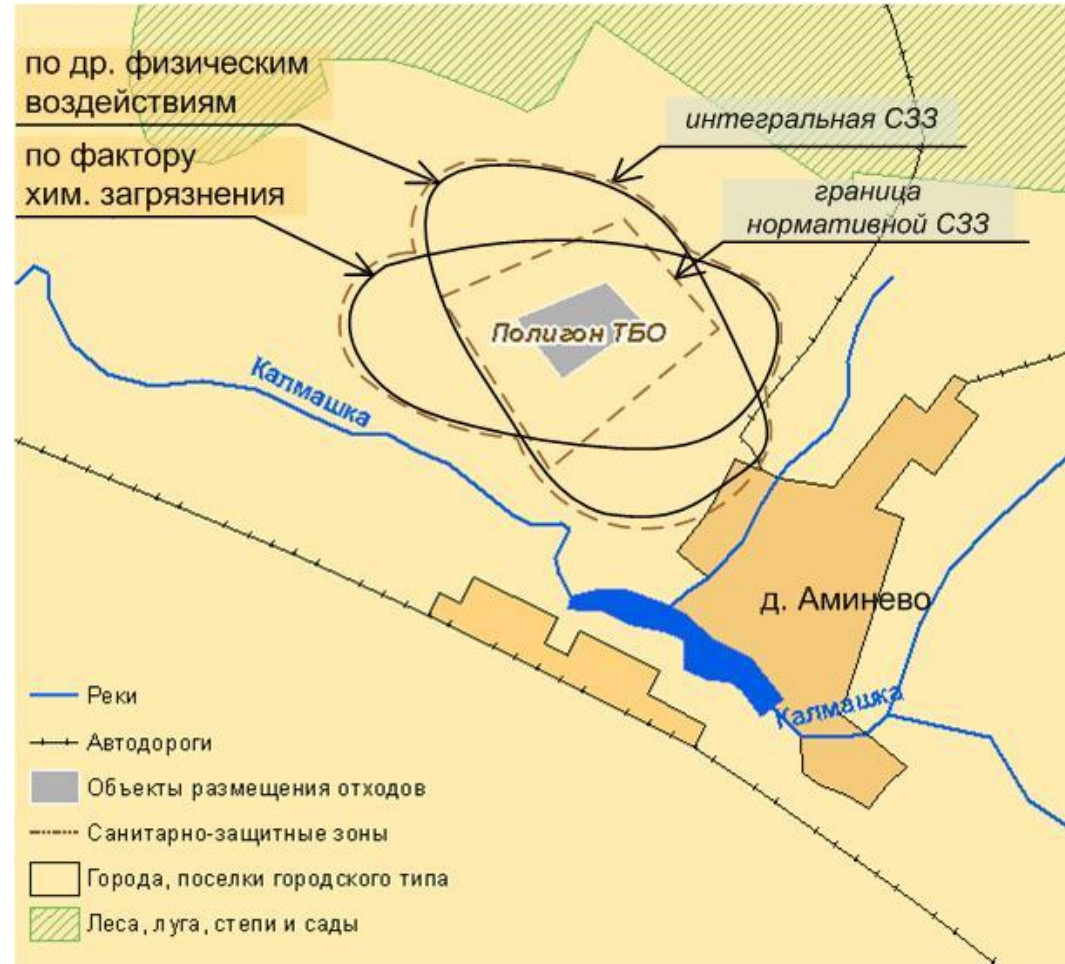 по др. физическим
воздействиям
по фактору
хим. загрязнения
интегральная СЗЗ
граница
нормативной СЗЗ
Полигон ТБО
Калмашка
д. Аминево
Калмашка
Реки
Автодороги
Объекты размещения отходов
Санитарно-защитные зоны
Города, поселки городского типа
Леса, луга, степи и сады